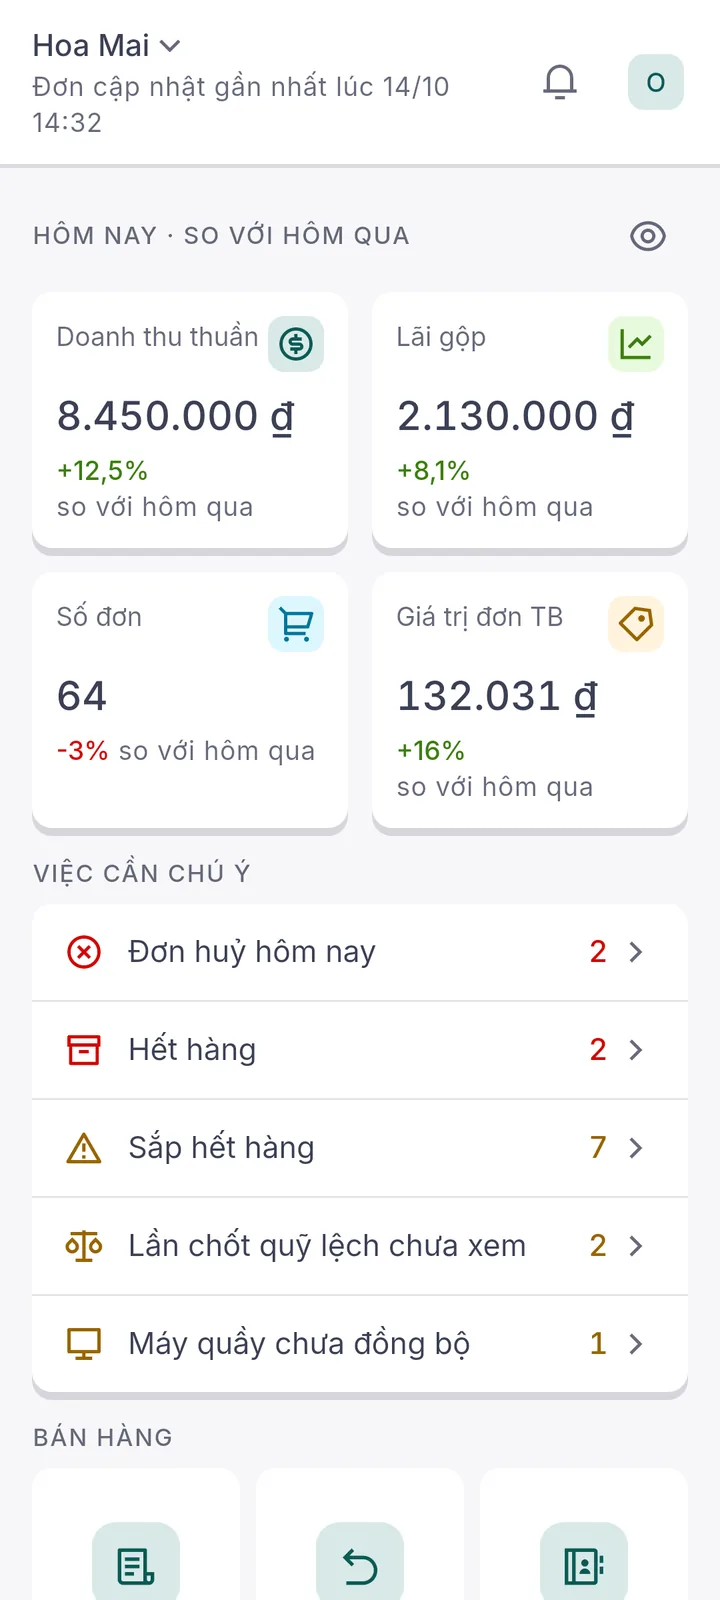 Hoa Mai
Đơn cập nhật gần nhất lúc 14/10
14:32
O
HÔM NAY · SO VỚI HÔM QUA
Doanh thu thuần
8.450.000 ₫
+12,5%
so với hôm qua
Lãi gộp
2.130.000 ₫
+8,1%
so với hôm qua
Số đơn
64
-3% so với hôm qua
Giá trị đơn TB
132.031 ₫
+16%
so với hôm qua
VIỆC CẦN CHÚ Ý
Đơn huỷ hôm nay 2
Hết hàng 2
Sắp hết hàng 7
Lần chốt quỹ lệch chưa xem 2
Máy quầy chưa đồng bộ 1
BÁN HÀNG